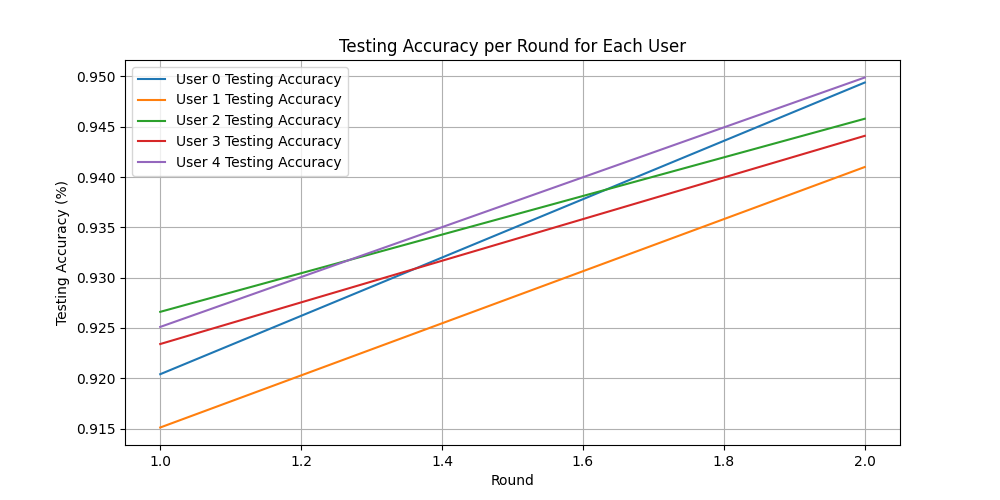 Testing Accuracy per Round for Each User
User 0 Testing Accuracy
User 1 Testing Accuracy
User 2 Testing Accuracy
User 3 Testing Accuracy
User 4 Testing Accuracy
Testing Accuracy (%)
0.950
0.945
0.940
0.935
0.930
0.925
0.920
0.915
1.0 1.2 1.4 1.6 1.8 2.0
Round